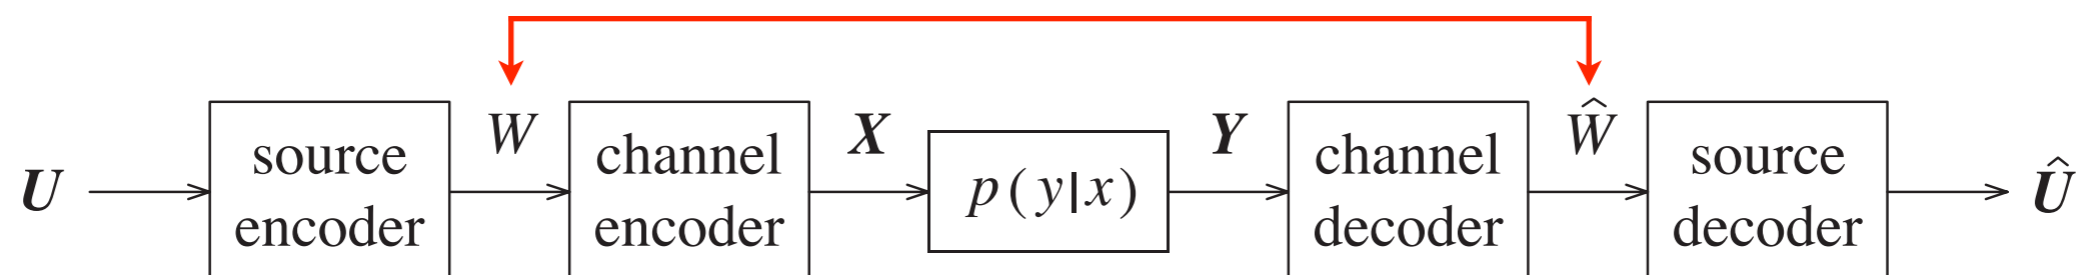 U
source
encoder
W
channel
encoder
X
p(y|x)
Y
channel
decoder
Ŵ
source
decoder
Û